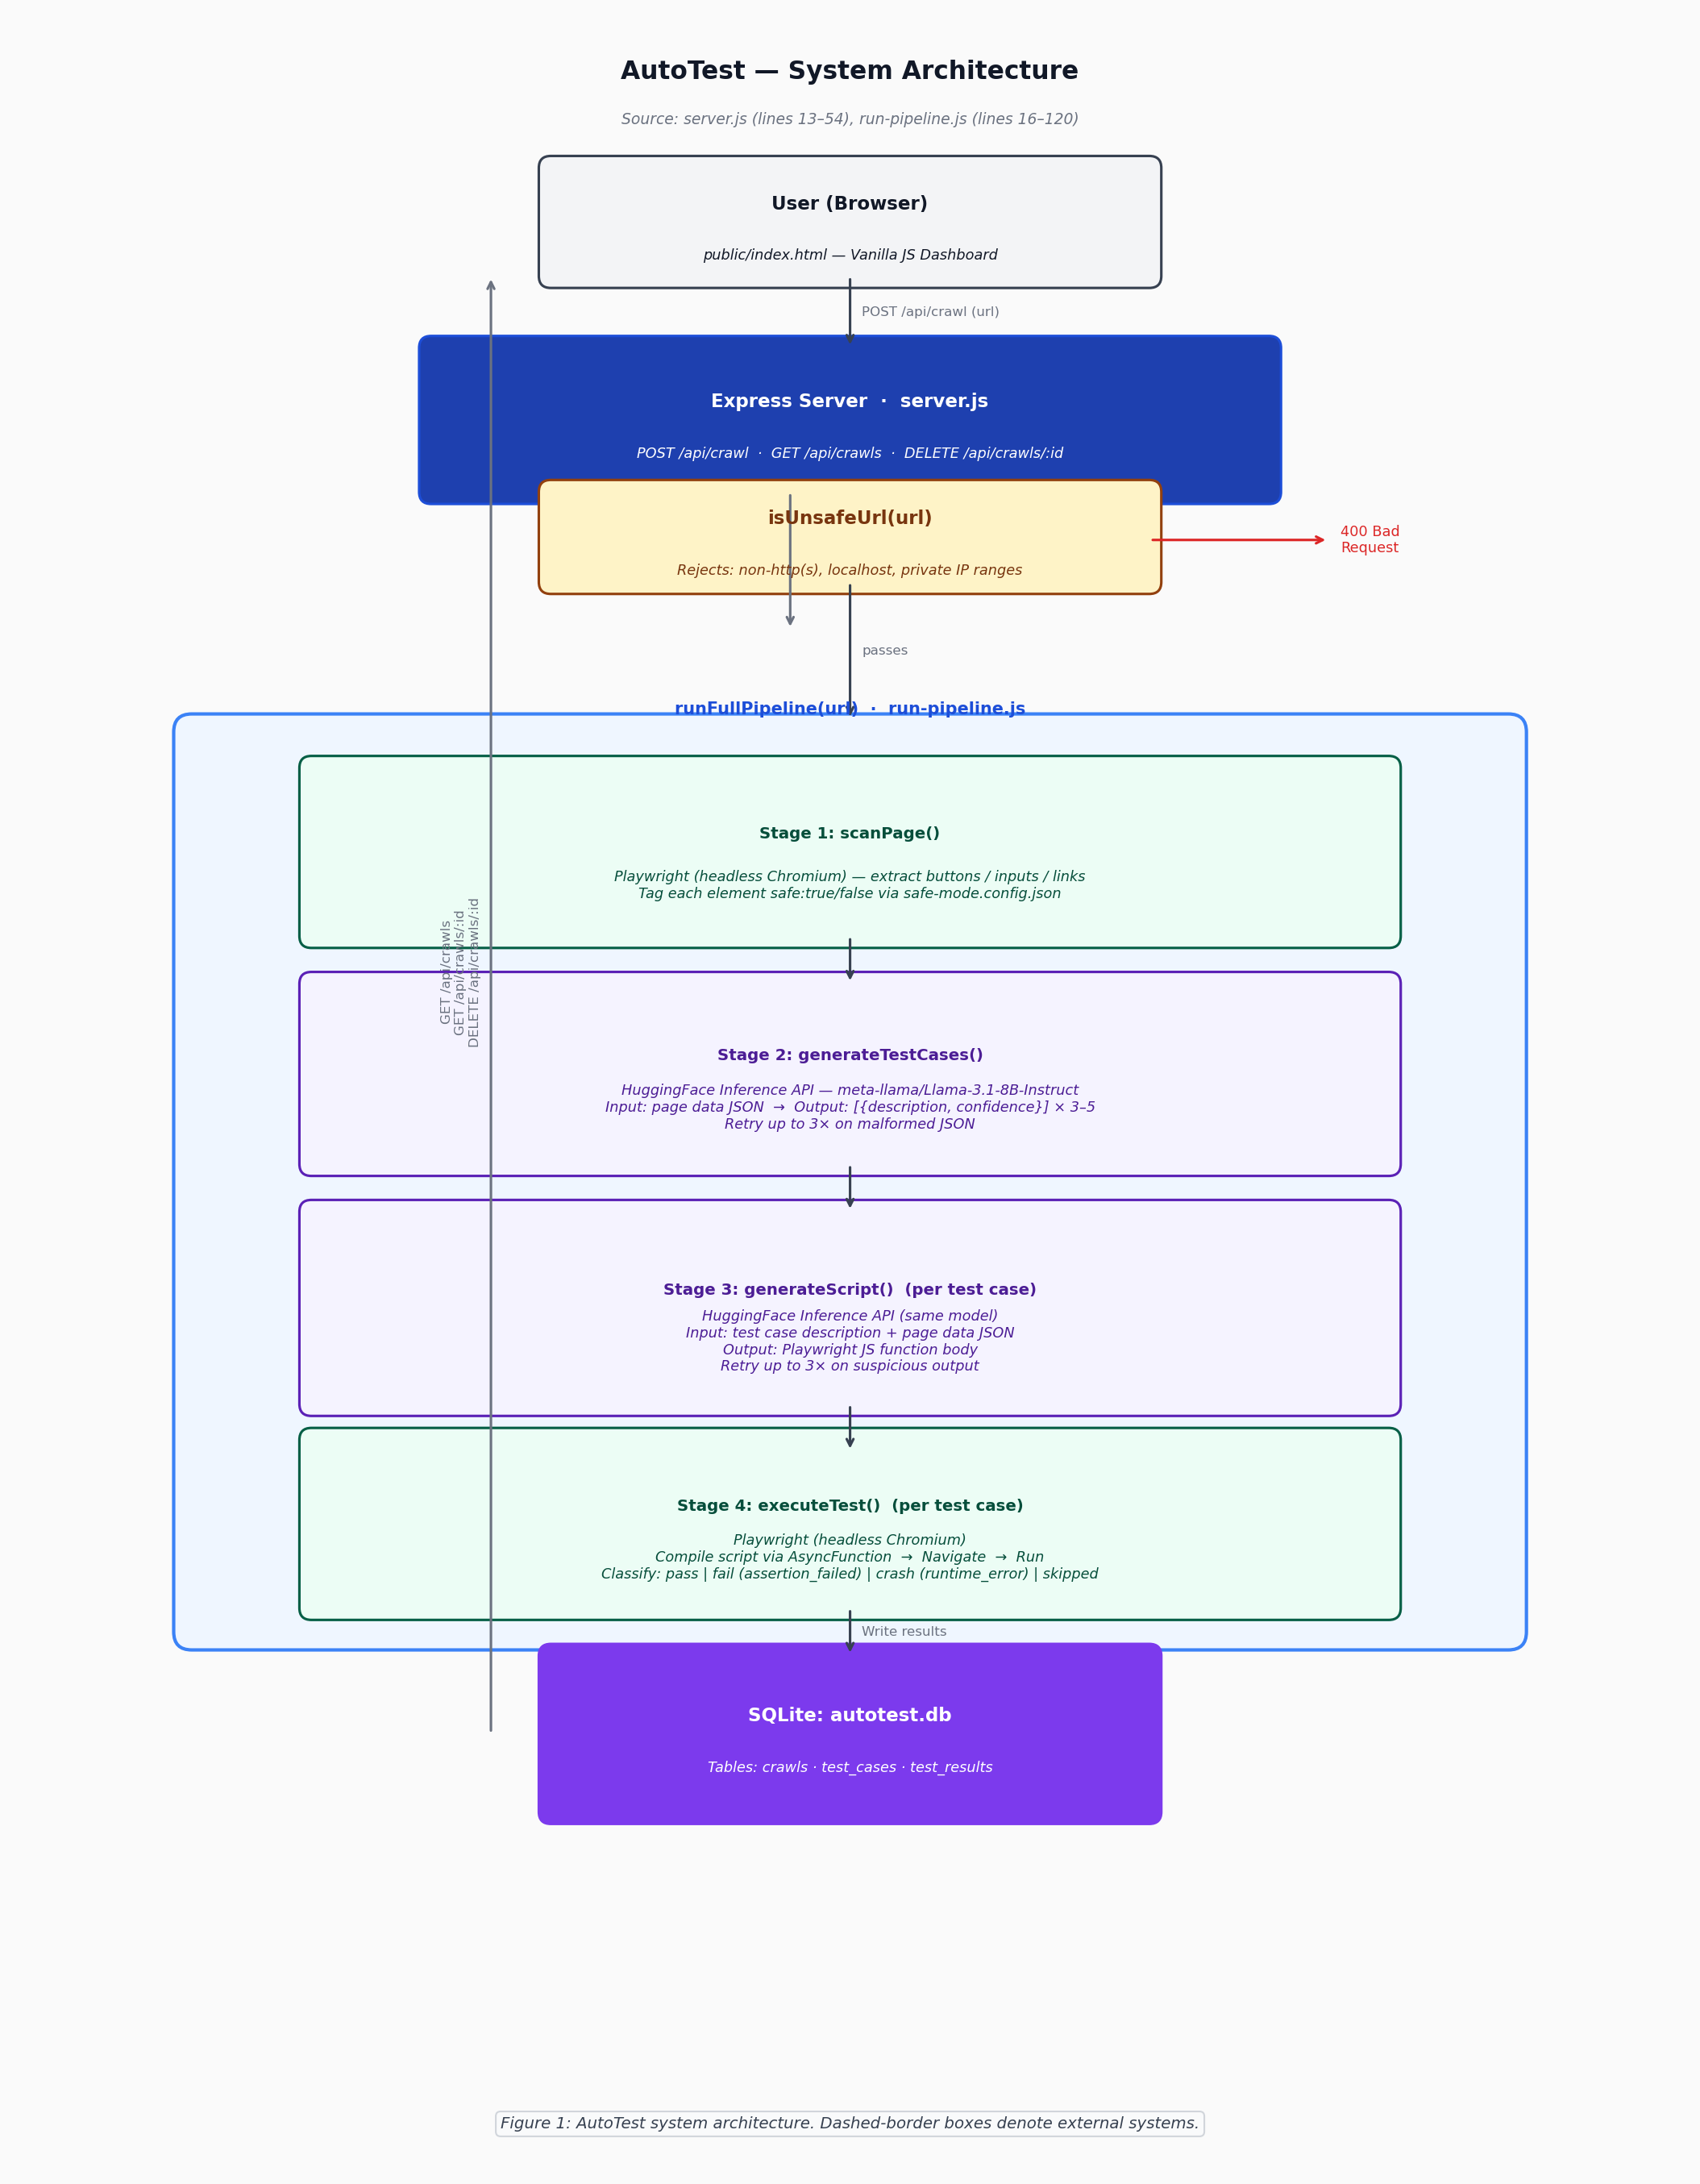 AutoTest — System Architecture
Source: server.js (lines 13–54), run-pipeline.js (lines 16–120)
User (Browser)
public/index.html — Vanilla JS Dashboard
POST /api/crawl (url)
Express Server · server.js
POST /api/crawl · GET /api/crawls · DELETE /api/crawls/:id
isUnsafeUrl(url)
Rejects: non-http(s), localhost, private IP ranges
400 Bad
Request
passes
runFullPipeline(url) · run-pipeline.js
Stage 1: scanPage()
Playwright (headless Chromium) — extract buttons / inputs / links
Tag each element safe:true/false via safe-mode.config.json
GET /api/crawls
GET /api/crawls/:id
DELETE /api/crawls/:id
Stage 2: generateTestCases()
HuggingFace Inference API — meta-llama/Llama-3.1-8B-Instruct
Input: page data JSON → Output: [{description, confidence}] × 3–5
Retry up to 3× on malformed JSON
Stage 3: generateScript() (per test case)
HuggingFace Inference API (same model)
Input: test case description + page data JSON
Output: Playwright JS function body
Retry up to 3× on suspicious output
Stage 4: executeTest() (per test case)
Playwright (headless Chromium)
Compile script via AsyncFunction → Navigate → Run
Classify: pass | fail (assertion_failed) | crash (runtime_error) | skipped
Write results
SQLite: autotest.db
Tables: crawls · test_cases · test_results
Figure 1: AutoTest system architecture. Dashed-border boxes denote external systems.